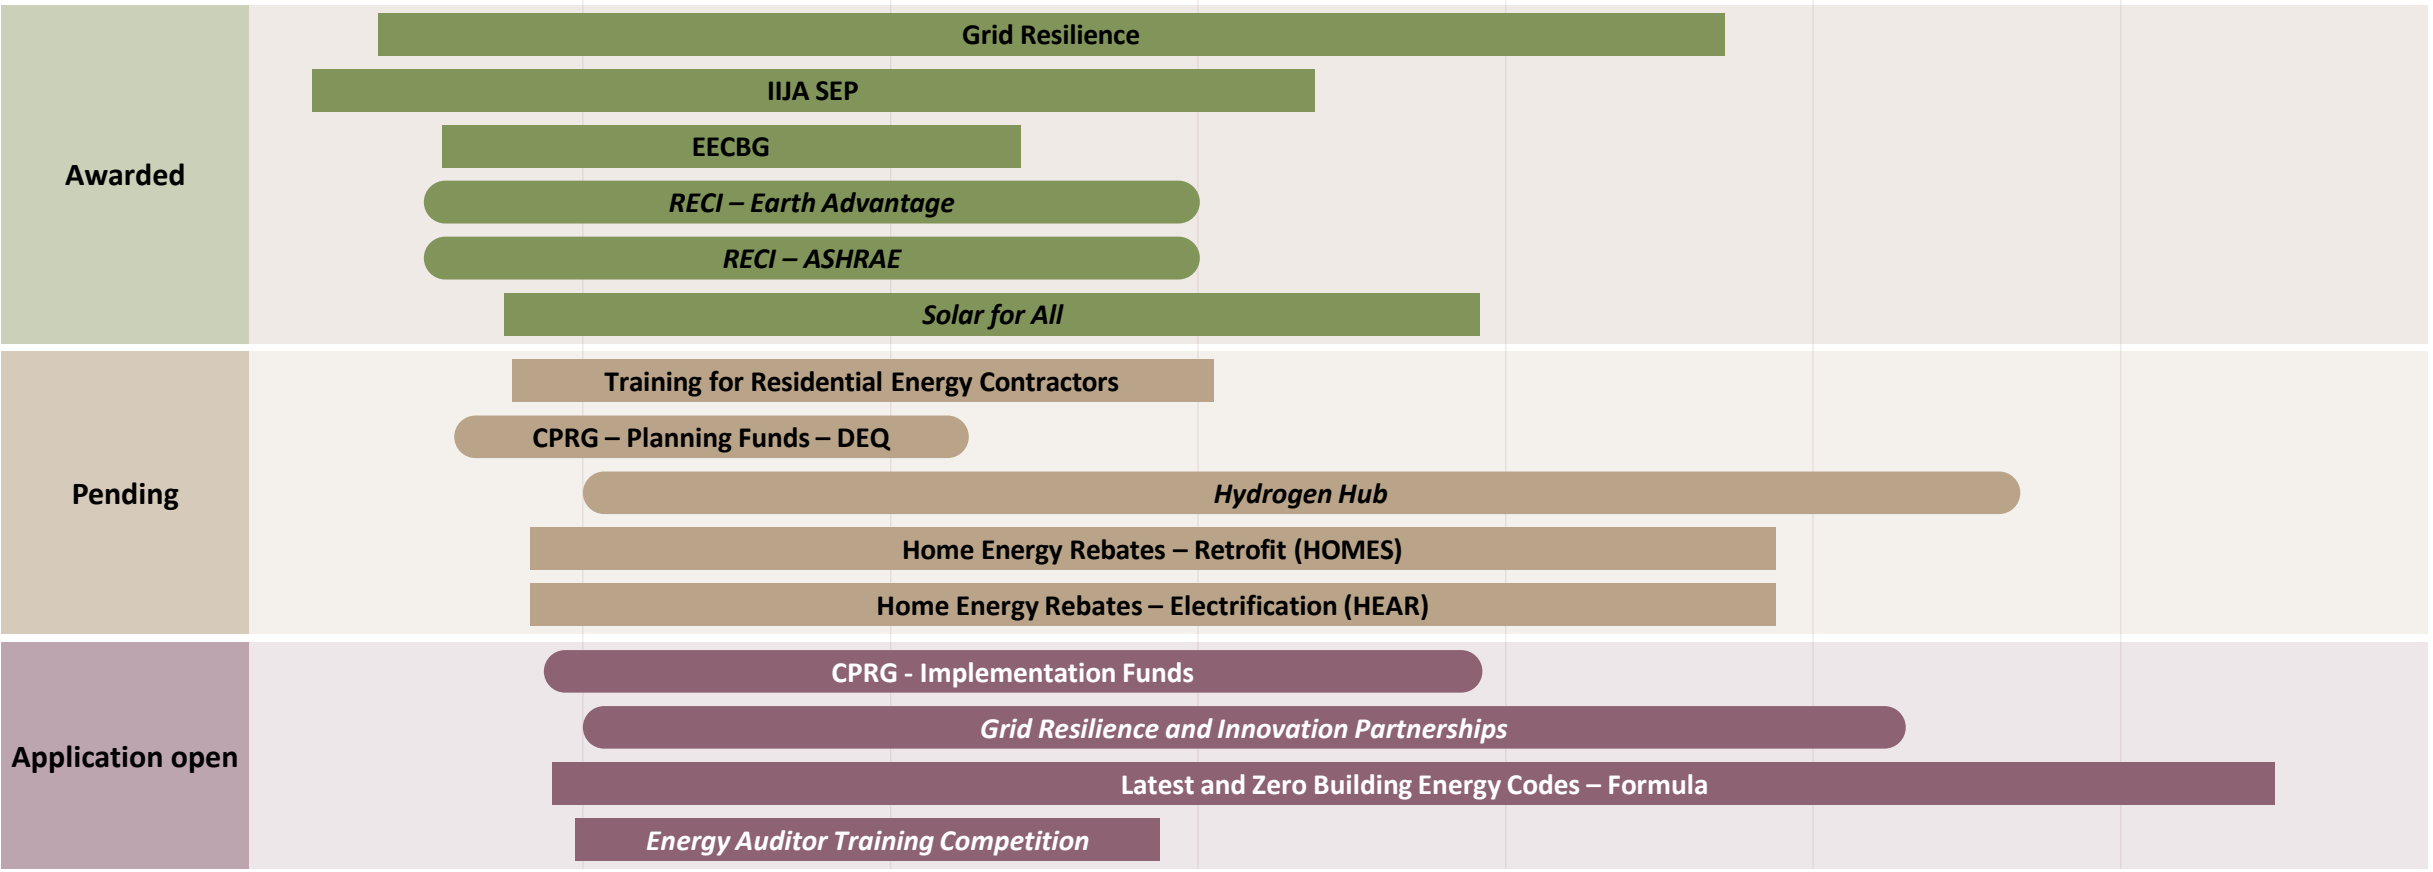 Awarded
Grid Resilience
IIJA SEP
EECBG
RECI – Earth Advantage
RECI – ASHRAE
Solar for All
Pending
Training for Residential Energy Contractors
CPRG – Planning Funds – DEQ
Hydrogen Hub
Home Energy Rebates – Retrofit (HOMES)
Home Energy Rebates – Electrification (HEAR)
Application open
CPRG - Implementation Funds
Grid Resilience and Innovation Partnerships
Latest and Zero Building Energy Codes – Formula
Energy Auditor Training Competition